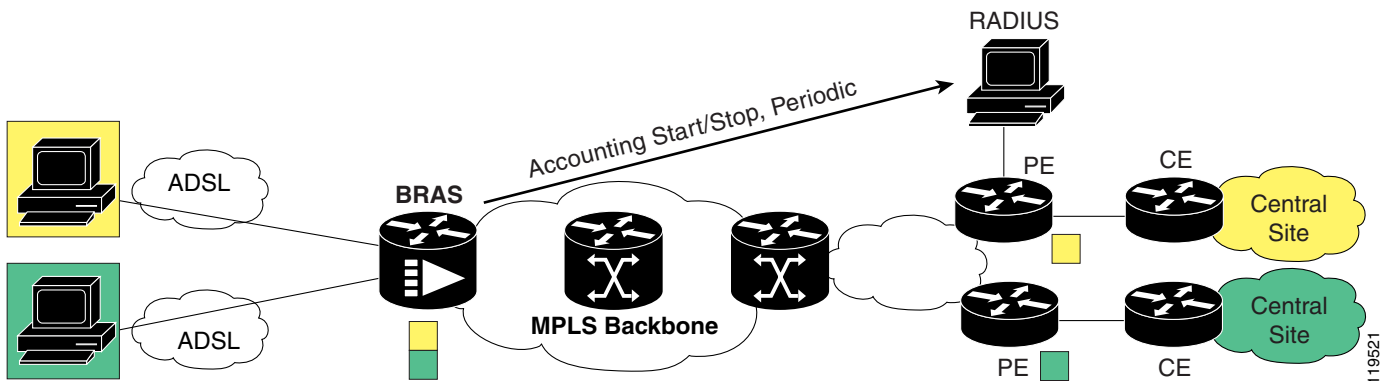 RADIUS
Accounting Start/Stop, Periodic
ADSL
BRAS
PE
CE
Central
Site
MPLS Backbone
ADSL
Central
Site
PE
CE
119521